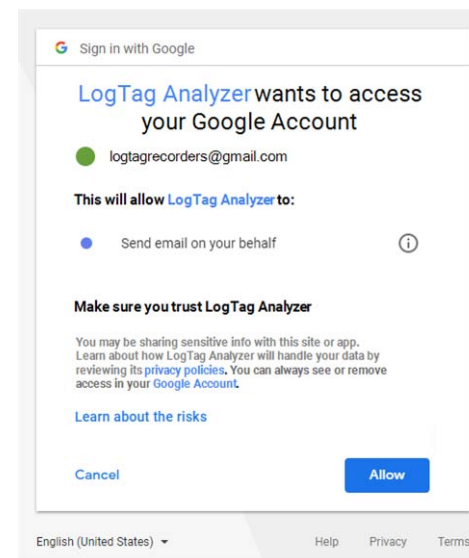 Sign in with Google
LogTag Analyzer wants to access
your Google Account
logtagrecorders@gmail.com
This will allow LogTag Analyzer to:
Send email on your behalf
Make sure you trust LogTag Analyzer
You may be sharing sensitive info with this site or app.
Learn about how LogTag Analyzer will handle your data by
reviewing its privacy policies. You can always see or remove
access in your Google Account.
Learn about the risks
Cancel Allow
English (United States) Help Privacy Terms